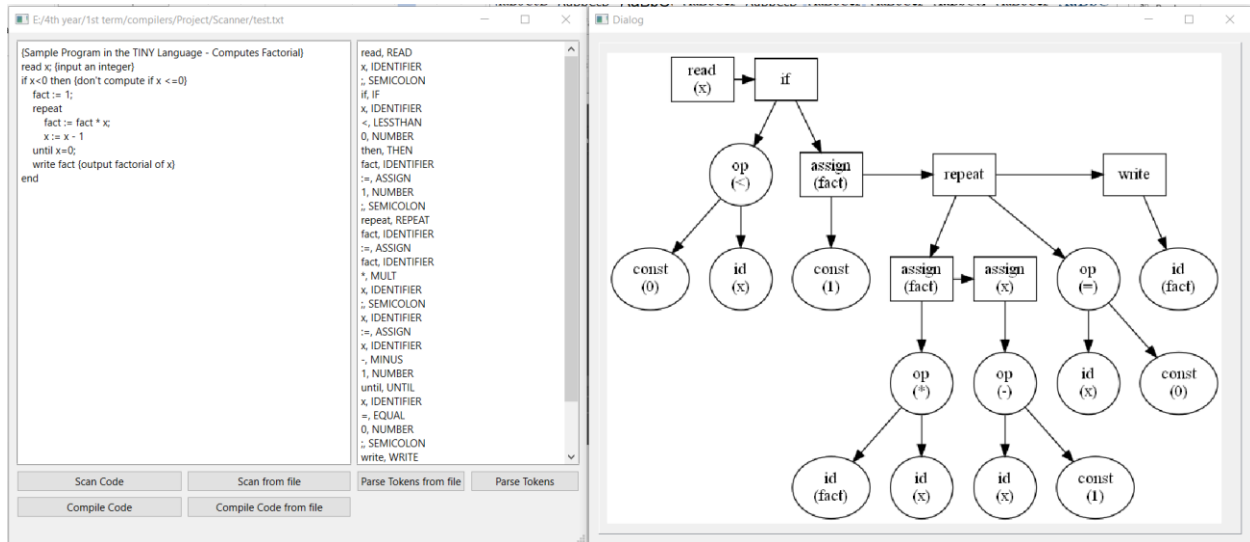 E:/4th year/1st term/compilers/Project/Scanner/test.txt
{Sample Program in the TINY Language - Computes Factorial}
read x; {input an integer}
if x<0 then {don't compute if x <=0}
fact := 1;
repeat
fact := fact * x;
x := x - 1
until x=0;
write fact {output factorial of x}
end
read, READ
x, IDENTIFIER
;, SEMICOLON
if, IF
x, IDENTIFIER
<, LESSTHAN
0, NUMBER
then, THEN
fact, IDENTIFIER
:=, ASSIGN
1, NUMBER
;, SEMICOLON
repeat, REPEAT
fact, IDENTIFIER
:=, ASSIGN
fact, IDENTIFIER
*, MULT
x, IDENTIFIER
;, SEMICOLON
x, IDENTIFIER
:=, ASSIGN
x, IDENTIFIER
-, MINUS
1, NUMBER
until, UNTIL
x, IDENTIFIER
=, EQUAL
0, NUMBER
;, SEMICOLON
write, WRITE
Scan Code
Scan from file
Parse Tokens from file
Parse Tokens
Compile Code
Compile Code from file
Dialog
read
(x)
if
op
(<)
assign
(fact)
repeat
write
const
(0)
id
(x)
const
(1)
assign
(fact)
assign
(x)
op
(=)
id
(fact)
op
(*)
op
(-)
id
(x)
const
(0)
id
(fact)
id
(x)
id
(x)
const
(1)